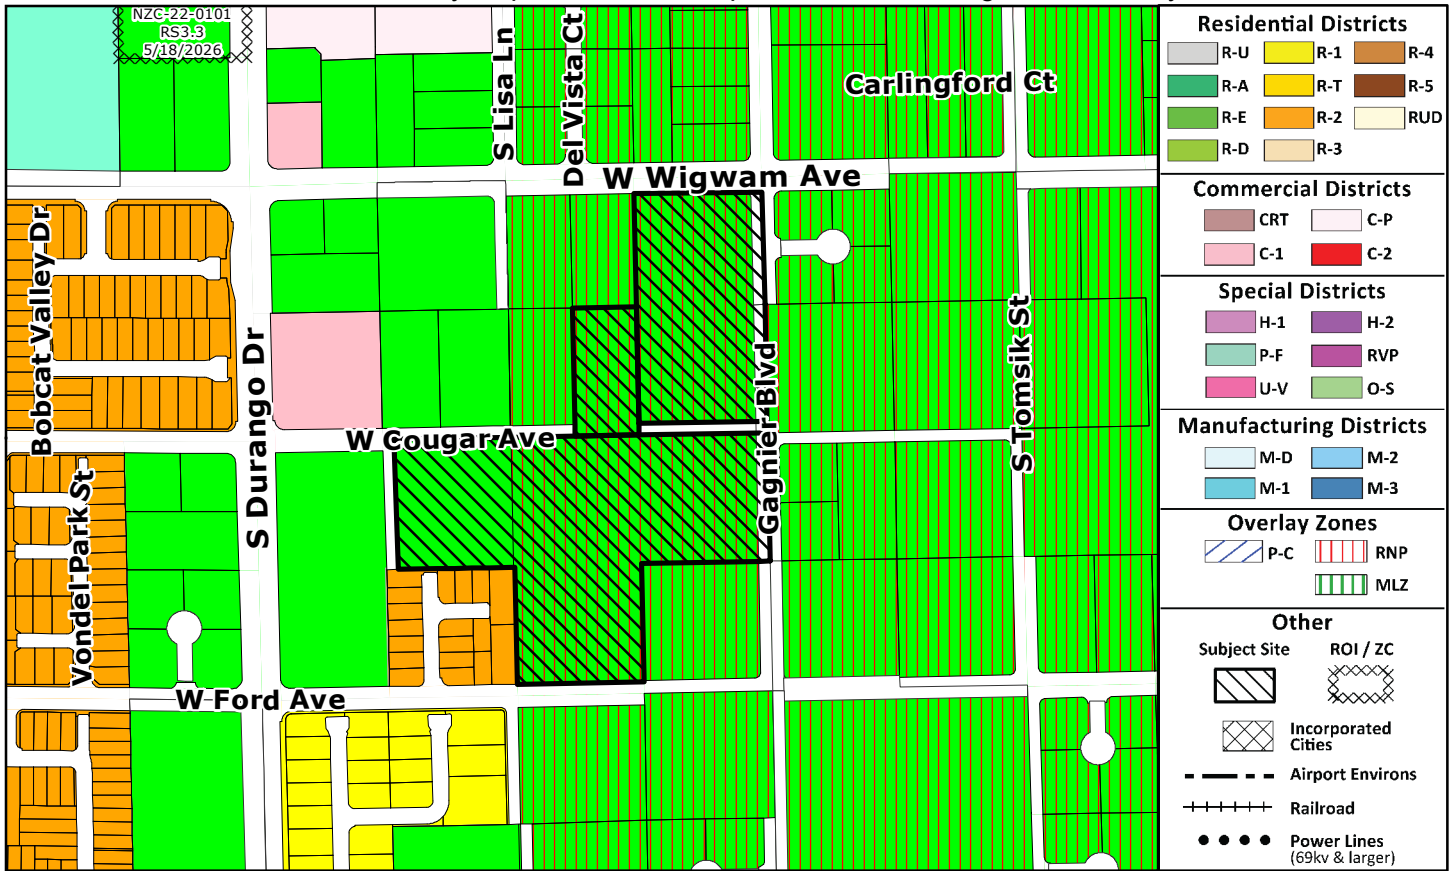 NZC-22-0101
RS3.3
5/18/2026
S Lisa Ln
Del Vista Ct
Carlingford Ct
W Wigwam Ave
Bobcat Valley Dr
S Durango Dr
W Cougar Ave
Gagnier Blvd
S Tomsik St
Vondel Park St
W Ford Ave
Residential Districts
R-U
R-1
R-4
R-A
R-T
R-5
R-E
R-2
RUD
R-D
R-3
Commercial Districts
CRT
C-P
C-1
C-2
Special Districts
H-1
H-2
P-F
RVP
U-V
O-S
Manufacturing Districts
M-D
M-2
M-1
M-3
Overlay Zones
P-C
RNP
MLZ
Other
Subject Site
ROI / ZC
Incorporated
Cities
Airport Environs
Railroad
Power Lines
(69kv & larger)